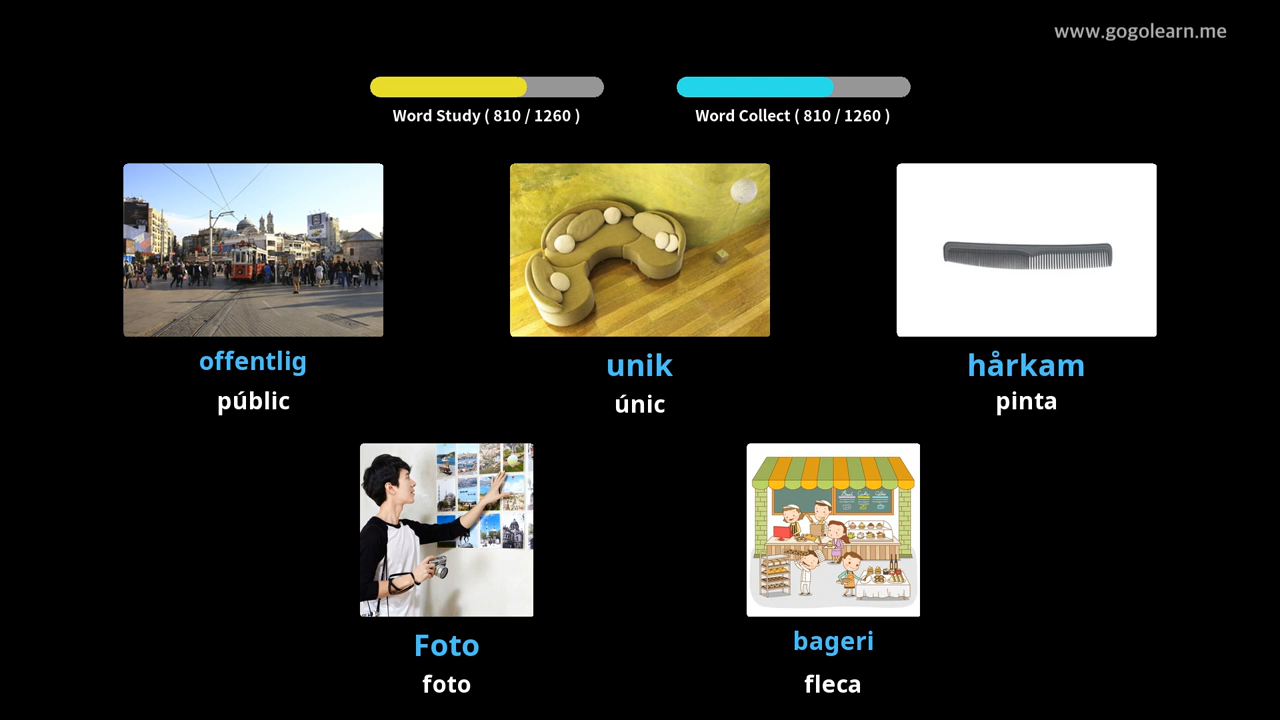 www.gogolearn.me
Word Study ( 810 / 1260 )
Word Collect ( 810 / 1260 )
offentlig
públic
unik
únic
hårkam
pinta
Foto
foto
bageri
fleca